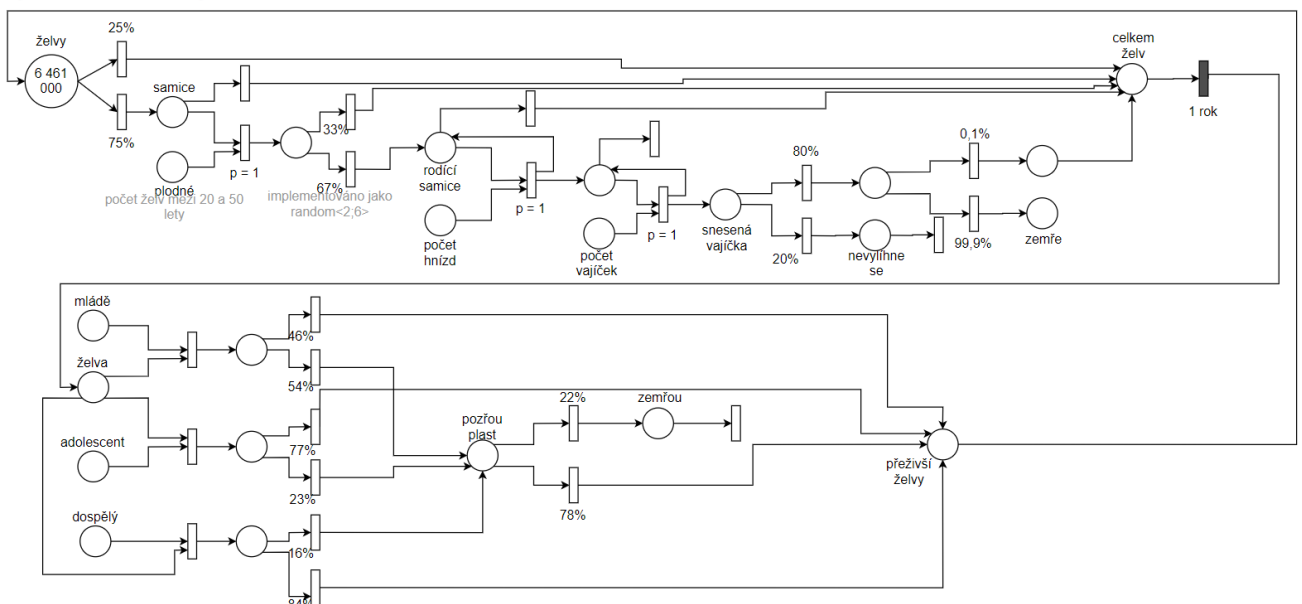 25%
želvy
6 461
000
75%
samice
plodné
počet želv mezi 20 a 50
lety
p = 1
33%
67%
implementováno jako
random<2;6>
rodící
samice
počet
hnízd
p = 1
počet
vajíček
p = 1
snesená
vajíčka
80%
20%
nevylíhne
se
0,1%
99,9%
zemře
celkem
želv
1 rok
mládě
želva
46%
54%
adolescent
77%
23%
dospělý
16%
84%
pozřou
plast
22%
78%
zemřou
přeživší
želvy